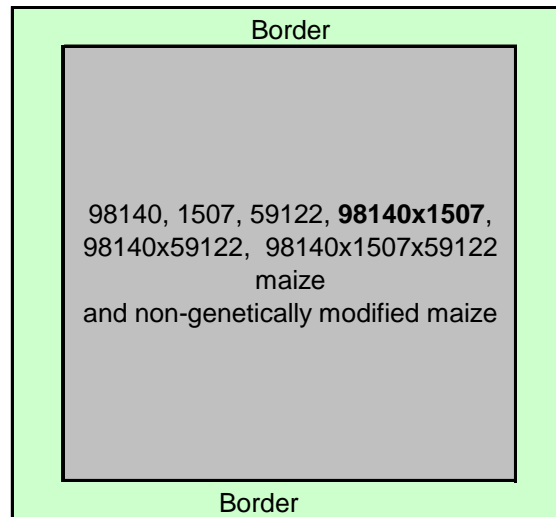 Border
98140, 1507, 59122, 98140x1507,
98140x59122, 98140x1507x59122
maize
and non-genetically modified maize
Border